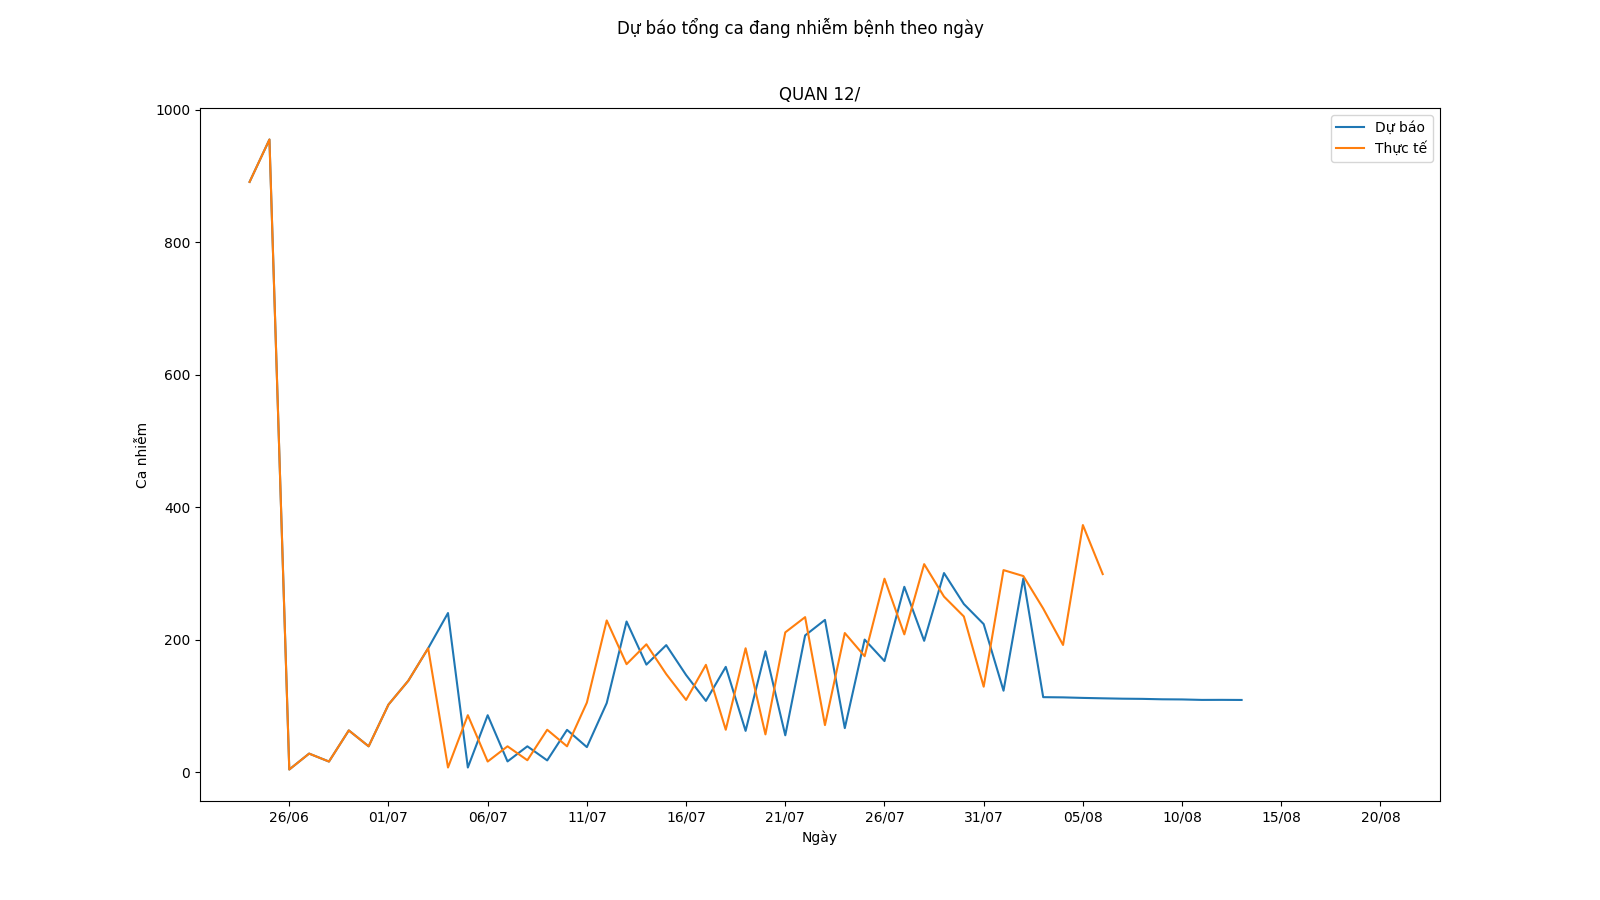 Dự báo tổng ca đang nhiễm bệnh theo ngày
QUAN 12/
Dự báo
Thực tế
1000
800
600
400
200
0
Ca nhiễm
26/06 01/07 06/07 11/07 16/07 21/07 26/07 31/07 05/08 10/08 15/08 20/08
Ngày